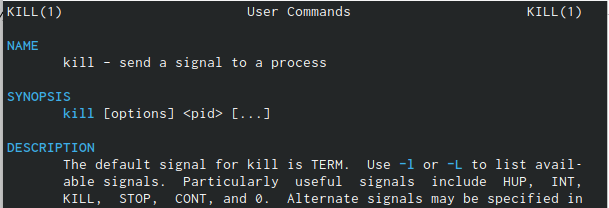 KILL(1) User Commands KILL(1)
NAME
kill - send a signal to a process
SYNOPSIS
kill [options] <pid> [...]
DESCRIPTION
The default signal for kill is TERM. Use -l or -L to list avail-
able signals. Particularly useful signals include HUP, INT,
KILL, STOP, CONT, and 0. Alternate signals may be specified in